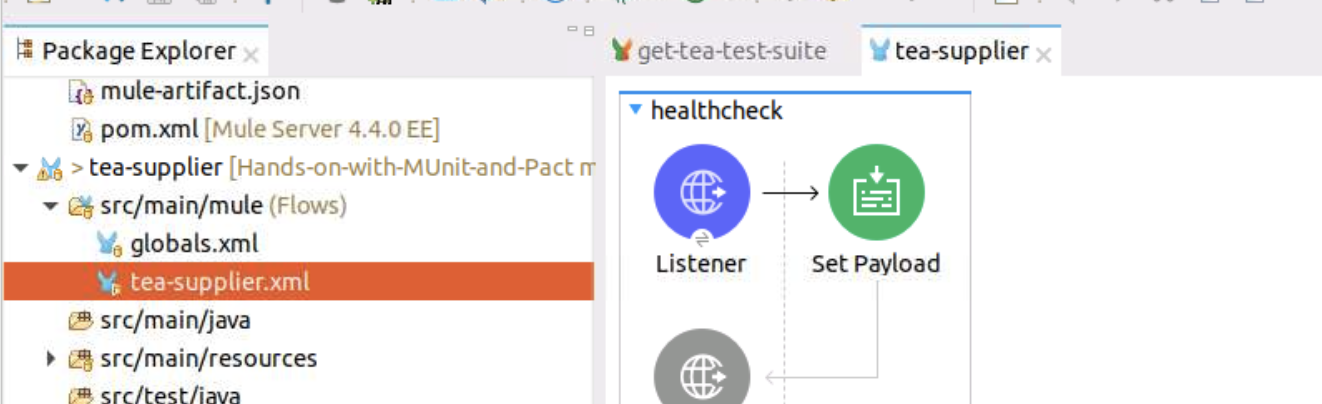 Package Explorer
mule-artifact.json
pom.xml [Mule Server 4.4.0 EE]
> tea-supplier [Hands-on-with-MUnit-and-Pact m
src/main/mule (Flows)
globals.xml
tea-supplier.xml
src/main/java
src/main/resources
src/test/java
get-tea-test-suite
tea-supplier
healthcheck
Listener
Set Payload